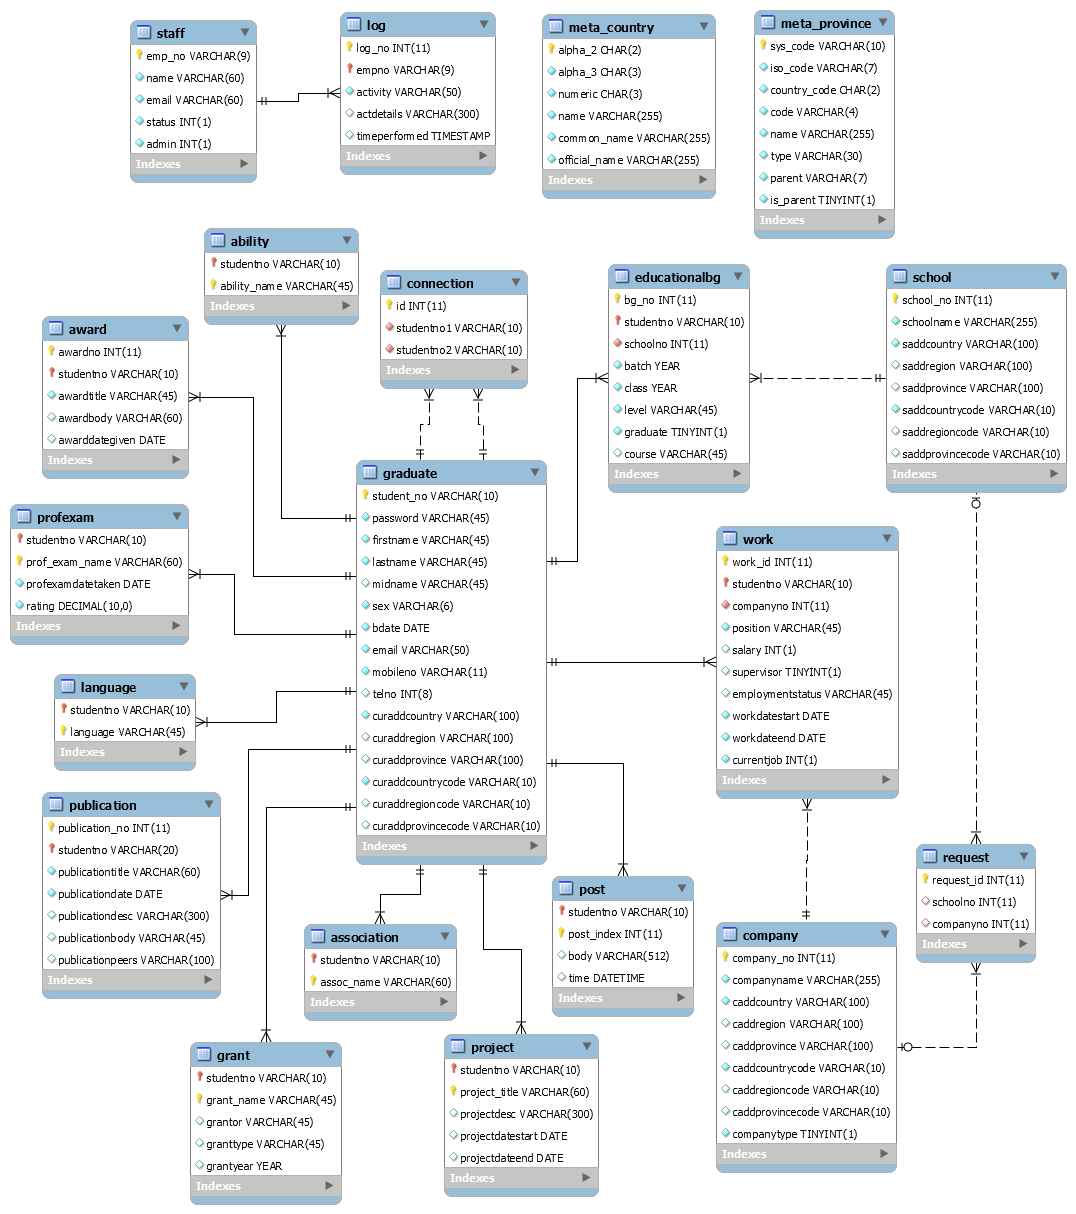 staff
emp_no VARCHAR(9)
name VARCHAR(60)
email VARCHAR(60)
status INT(1)
admin INT(1)
Indexes
log
log_no INT(11)
empno VARCHAR(9)
activity VARCHAR(50)
actdetails VARCHAR(300)
timeperformed TIMESTAMP
Indexes
meta_country
alpha_2 CHAR(2)
alpha_3 CHAR(3)
numeric CHAR(3)
name VARCHAR(255)
common_name VARCHAR(255)
official_name VARCHAR(255)
Indexes
meta_province
sys_code VARCHAR(10)
iso_code VARCHAR(7)
country_code CHAR(2)
code VARCHAR(4)
name VARCHAR(255)
type VARCHAR(30)
parent VARCHAR(7)
is_parent TINYINT(1)
Indexes
ability
studentno VARCHAR(10)
ability_name VARCHAR(45)
Indexes
connection
id INT(11)
studentno1 VARCHAR(10)
studentno2 VARCHAR(10)
Indexes
educationalbg
bg_no INT(11)
studentno VARCHAR(10)
schoolno INT(11)
batch YEAR
class YEAR
level VARCHAR(45)
graduate TINYINT(1)
course VARCHAR(45)
Indexes
school
school_no INT(11)
schoolname VARCHAR(255)
saddcountry VARCHAR(100)
saddregion VARCHAR(100)
saddprovince VARCHAR(100)
saddcountrycode VARCHAR(10)
saddregioncode VARCHAR(10)
saddprovincecode VARCHAR(10)
Indexes
award
awardno INT(11)
studentno VARCHAR(10)
awardtitle VARCHAR(45)
awardbody VARCHAR(60)
awarddategiven DATE
Indexes
graduate
student_no VARCHAR(10)
password VARCHAR(45)
firstname VARCHAR(45)
lastname VARCHAR(45)
midname VARCHAR(45)
sex VARCHAR(6)
bdate DATE
email VARCHAR(50)
mobileno VARCHAR(11)
telno INT(8)
curaddcountry VARCHAR(100)
curaddregion VARCHAR(100)
curaddprovince VARCHAR(100)
curaddcountrycode VARCHAR(10)
curaddregioncode VARCHAR(10)
curaddprovincecode VARCHAR(10)
Indexes
profexam
studentno VARCHAR(10)
prof_exam_name VARCHAR(60)
profexamdatetaken DATE
rating DECIMAL(10,0)
Indexes
work
work_id INT(11)
studentno VARCHAR(10)
companyno INT(11)
position VARCHAR(45)
salary INT(1)
supervisor TINYINT(1)
employmentstatus VARCHAR(45)
workdatestart DATE
workdateend DATE
currentjob INT(1)
Indexes
language
studentno VARCHAR(10)
language VARCHAR(45)
Indexes
publication
publication_no INT(11)
studentno VARCHAR(20)
publicationtitle VARCHAR(60)
publicationdate DATE
publicationdesc VARCHAR(300)
publicationbody VARCHAR(45)
publicationpeers VARCHAR(100)
Indexes
request
request_id INT(11)
schoolno INT(11)
companyno INT(11)
Indexes
post
studentno VARCHAR(10)
post_index INT(11)
body VARCHAR(512)
time DATETIME
Indexes
association
studentno VARCHAR(10)
assoc_name VARCHAR(60)
Indexes
company
company_no INT(11)
companyname VARCHAR(255)
caddcountry VARCHAR(100)
caddregion VARCHAR(100)
caddprovince VARCHAR(100)
caddcountrycode VARCHAR(10)
caddregioncode VARCHAR(10)
caddprovincecode VARCHAR(10)
companytype TINYINT(1)
Indexes
grant
studentno VARCHAR(10)
grant_name VARCHAR(45)
grantor VARCHAR(45)
granttype VARCHAR(45)
grantyear YEAR
Indexes
project
studentno VARCHAR(10)
project_title VARCHAR(60)
projectdesc VARCHAR(300)
projectdatestart DATE
projectdateend DATE
Indexes